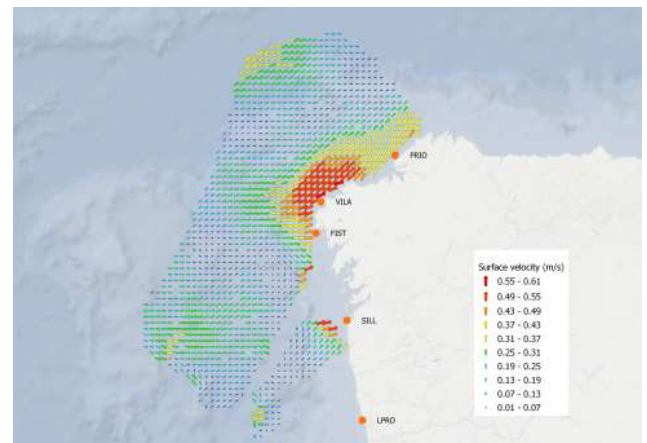 PRIO
VILA
FIST
Surface velocity (m/s)
0.55 - 0.61
0.49 - 0.55
0.43 - 0.49
0.37 - 0.43
0.31 - 0.37
0.25 - 0.31
0.19 - 0.25
0.13 - 0.19
0.07 - 0.13
0.01 - 0.07
SILL
LPRO